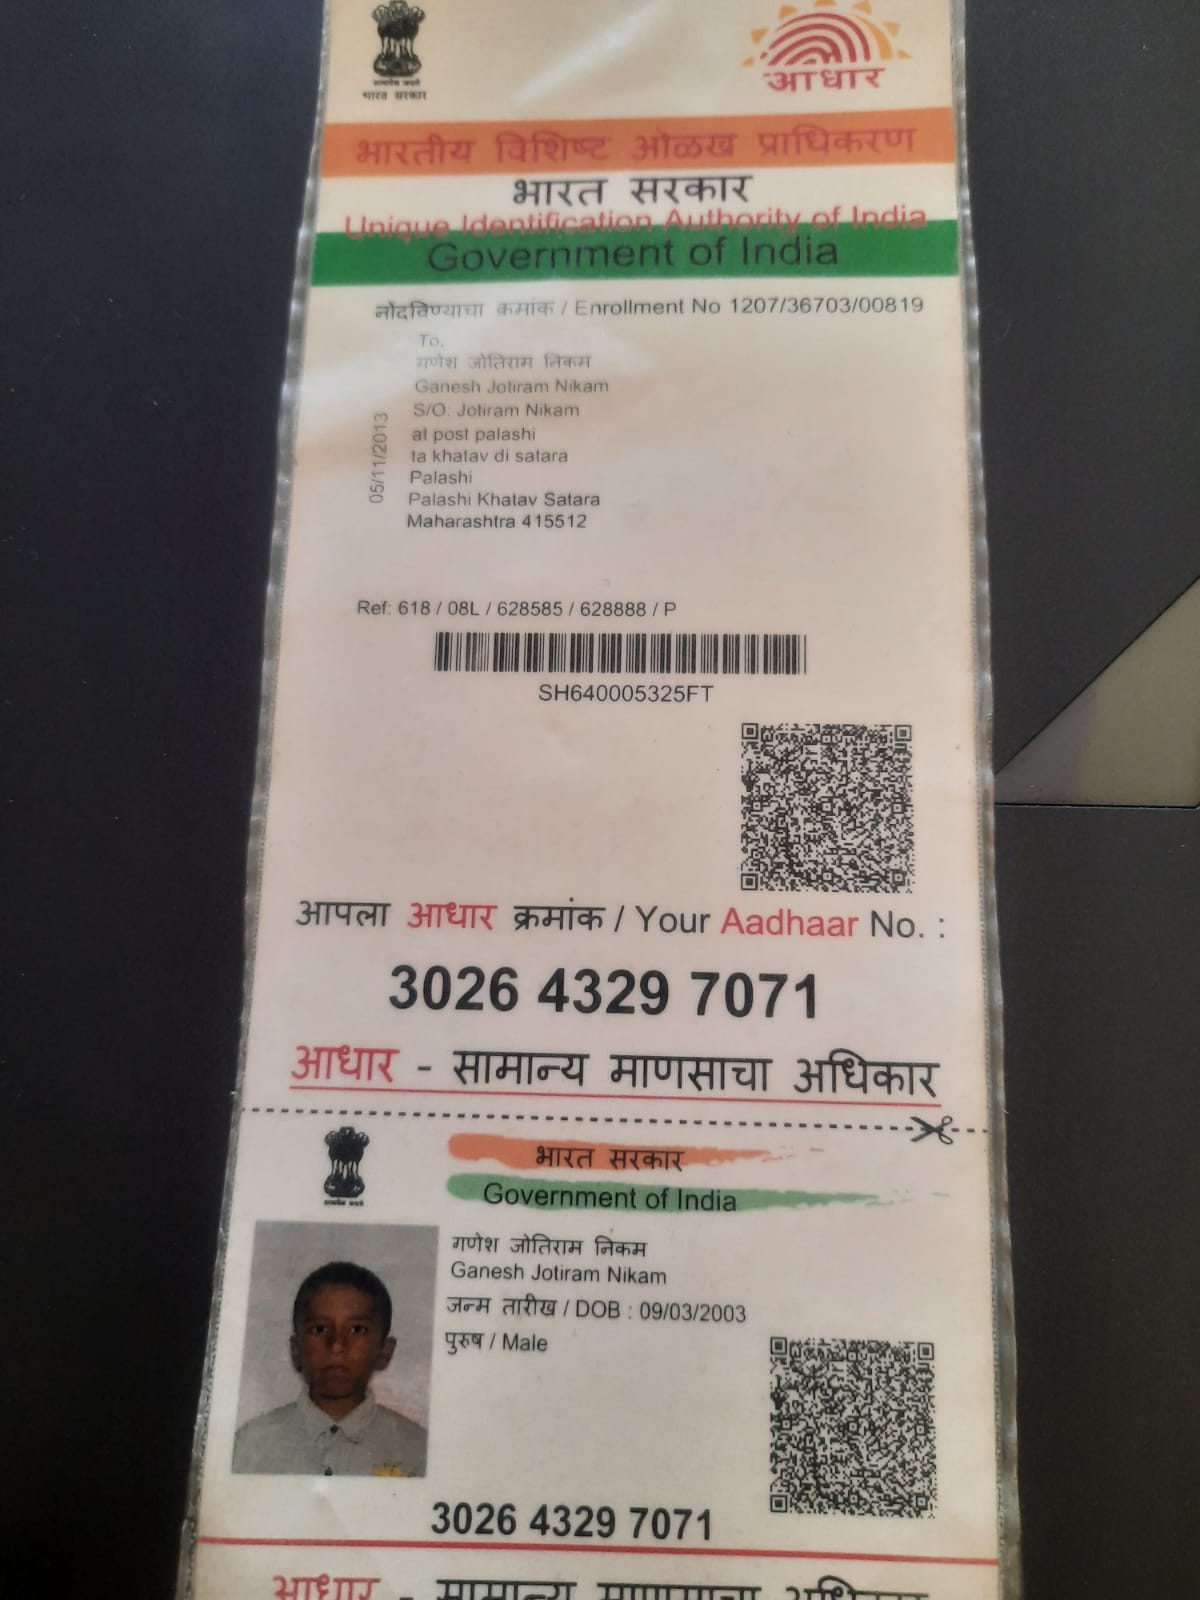 भारत सरकार
आधार
भारतीय विशिष्ट ओळख प्राधिकरण
भारत सरकार
Unique Identification Authority of India
Government of India
नोंदविण्याचा क्रमांक / Enrollment No 1207/36703/00819
To,
गणेश जोतिराम निकम
Ganesh Jotiram Nikam
S/O: Jotiram Nikam
at post palashi
ta khatav di satara
Palashi
Palashi Khatav Satara
Maharashtra 415512
05/11/2013
Ref: 618 / 08L / 628585 / 628888 / P
SH640005325FT
आपला आधार क्रमांक / Your Aadhaar No. :
3026 4329 7071
आधार - सामान्य माणसाचा अधिकार
भारत सरकार
Government of India
गणेश जोतिराम निकम
Ganesh Jotiram Nikam
जन्म तारीख / DOB : 09/03/2003
पुरुष / Male
3026 4329 7071
आधार - सामान्य माणसाचा अधिकार